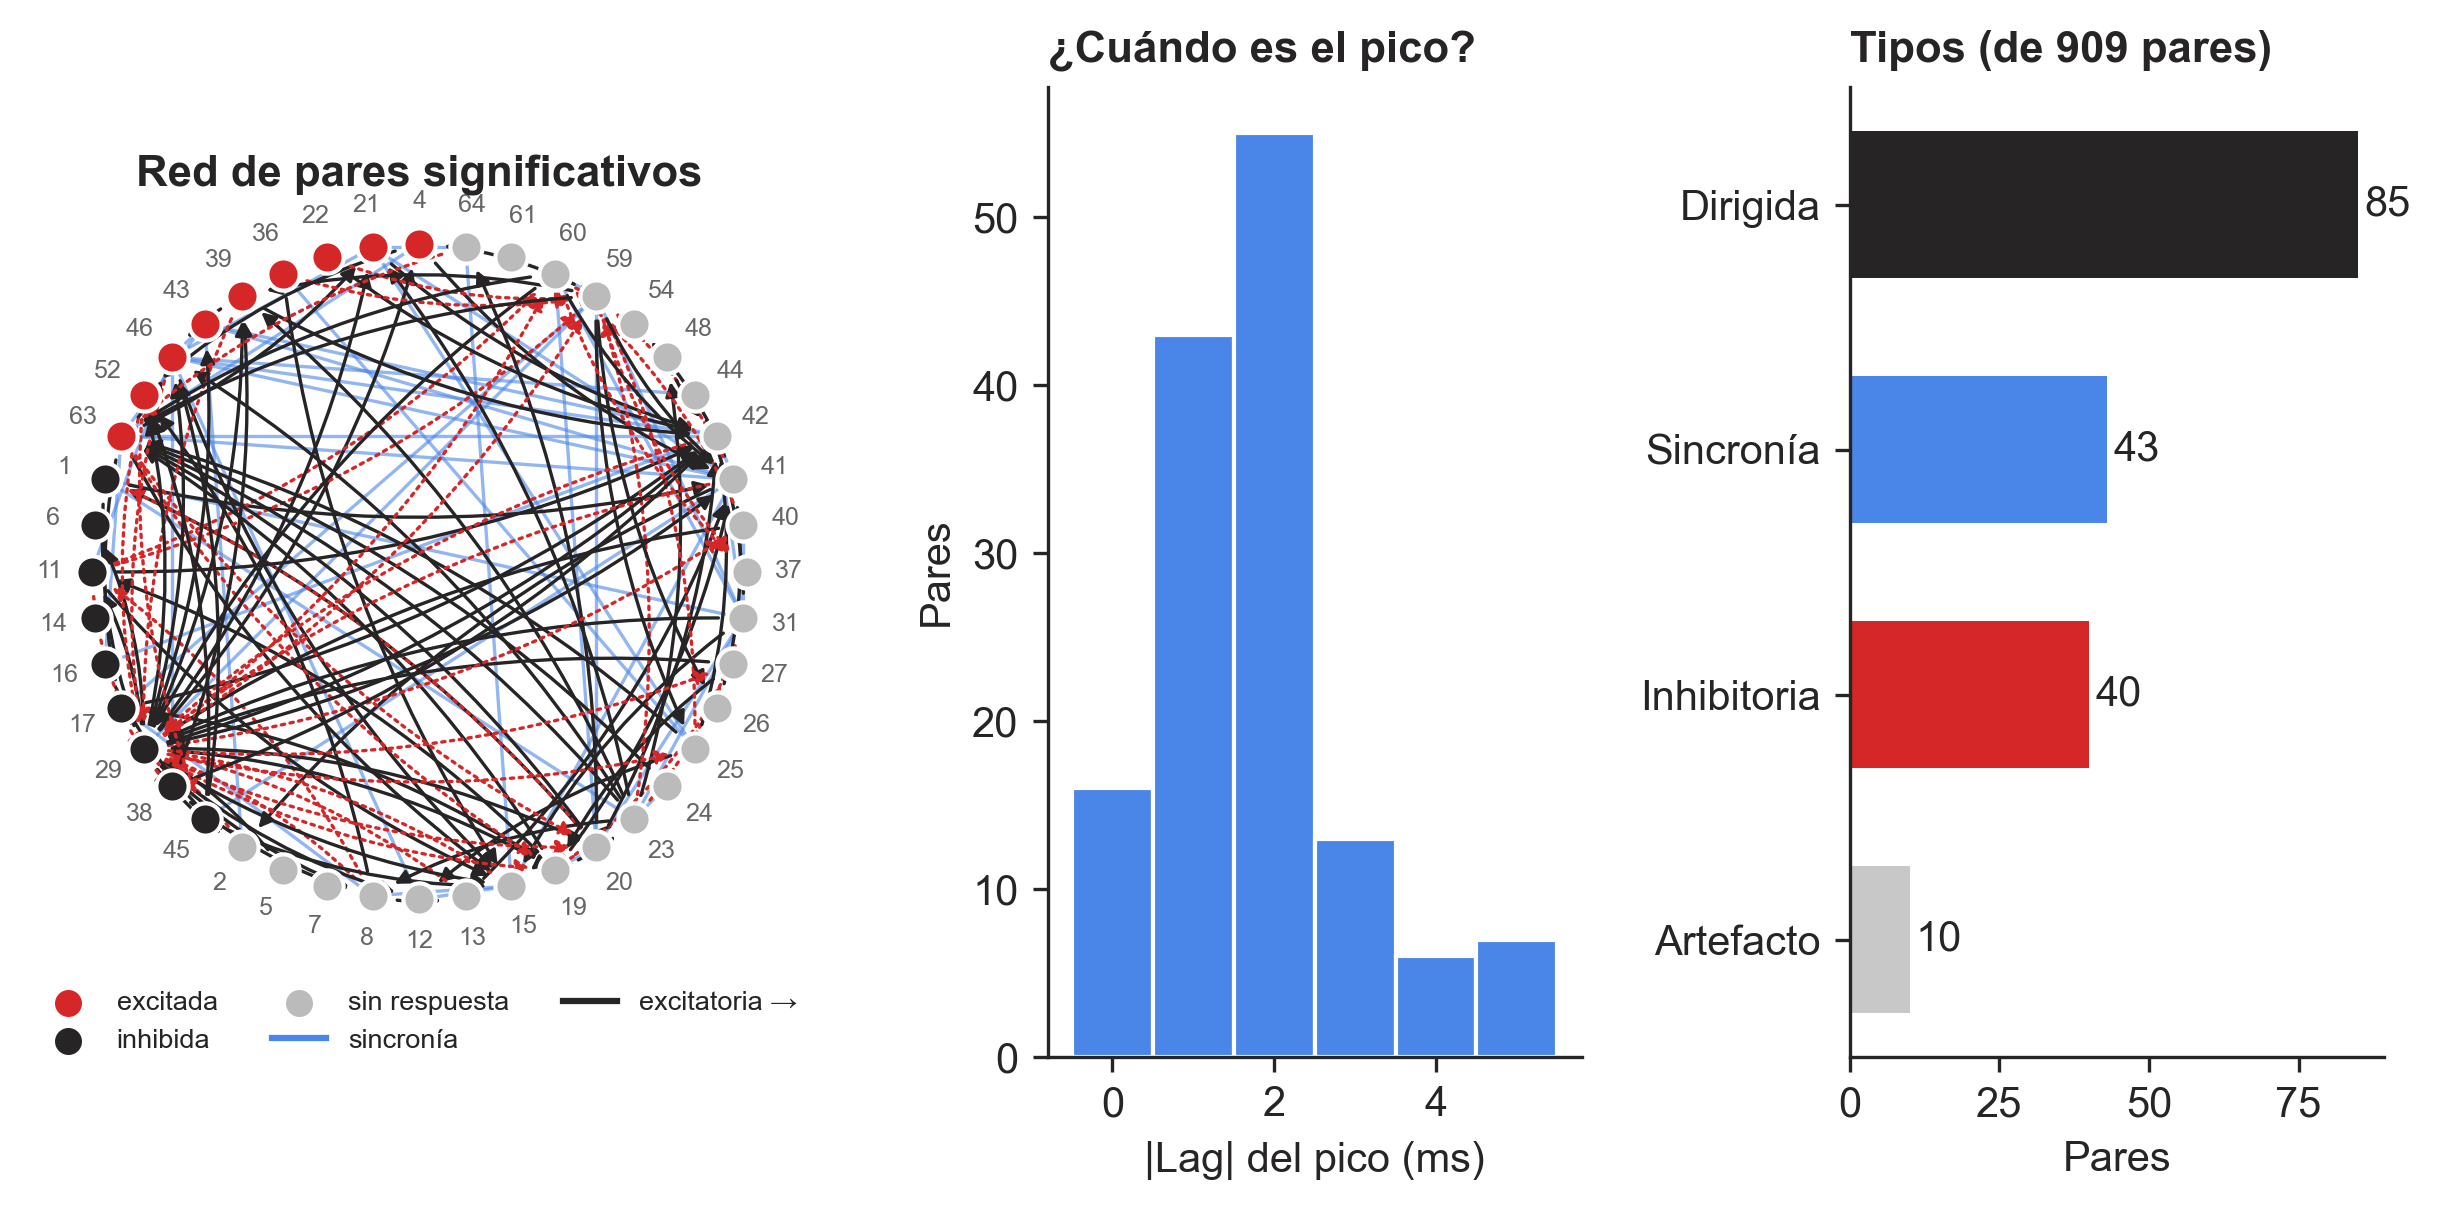 Red de pares significativos
4
64
61
60
59
54
48
44
42
41
40
37
31
27
26
25
24
23
20
19
15
13
12
8
7
5
2
45
38
29
17
16
14
11
6
1
63
52
46
43
39
36
22
21
excitada
inhibida
sin respuesta
sincronía
excitatoria →
¿Cuándo es el pico?
Pares
50
40
30
20
10
0
0 2 4
|Lag| del pico (ms)
Tipos (de 909 pares)
Dirigida 85
Sincronía 43
Inhibitoria 40
Artefacto 10
0 25 50 75
Pares